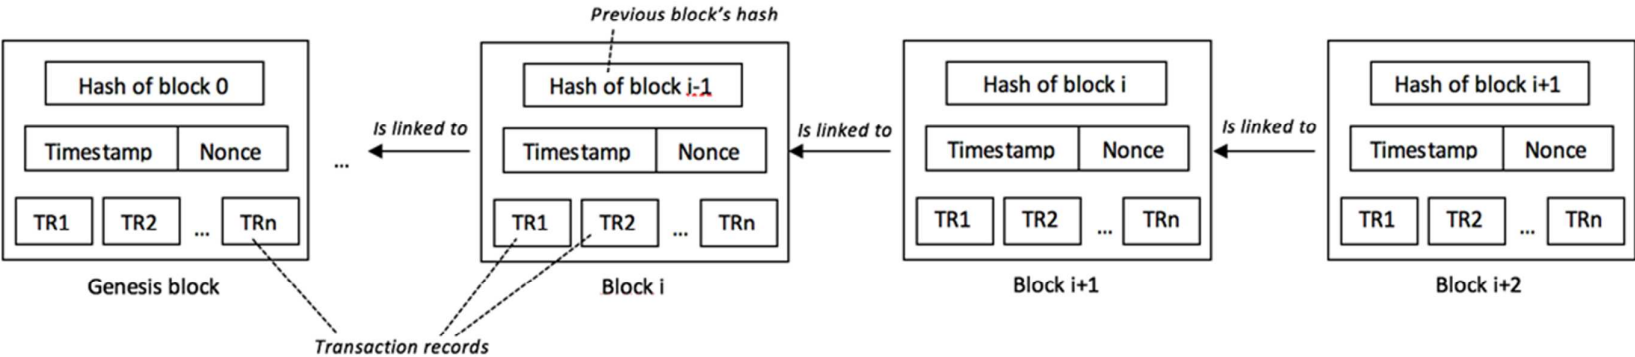 Previous block's hash
Hash of block 0
Timestamp Nonce
TR1 TR2 ... TRn
Genesis block
...
Is linked to
Hash of block i-1
Timestamp Nonce
TR1 TR2 ... TRn
Block i
Is linked to
Hash of block i
Timestamp Nonce
TR1 TR2 ... TRn
Block i+1
Is linked to
Hash of block i+1
Timestamp Nonce
TR1 TR2 ... TRn
Block i+2
Transaction records